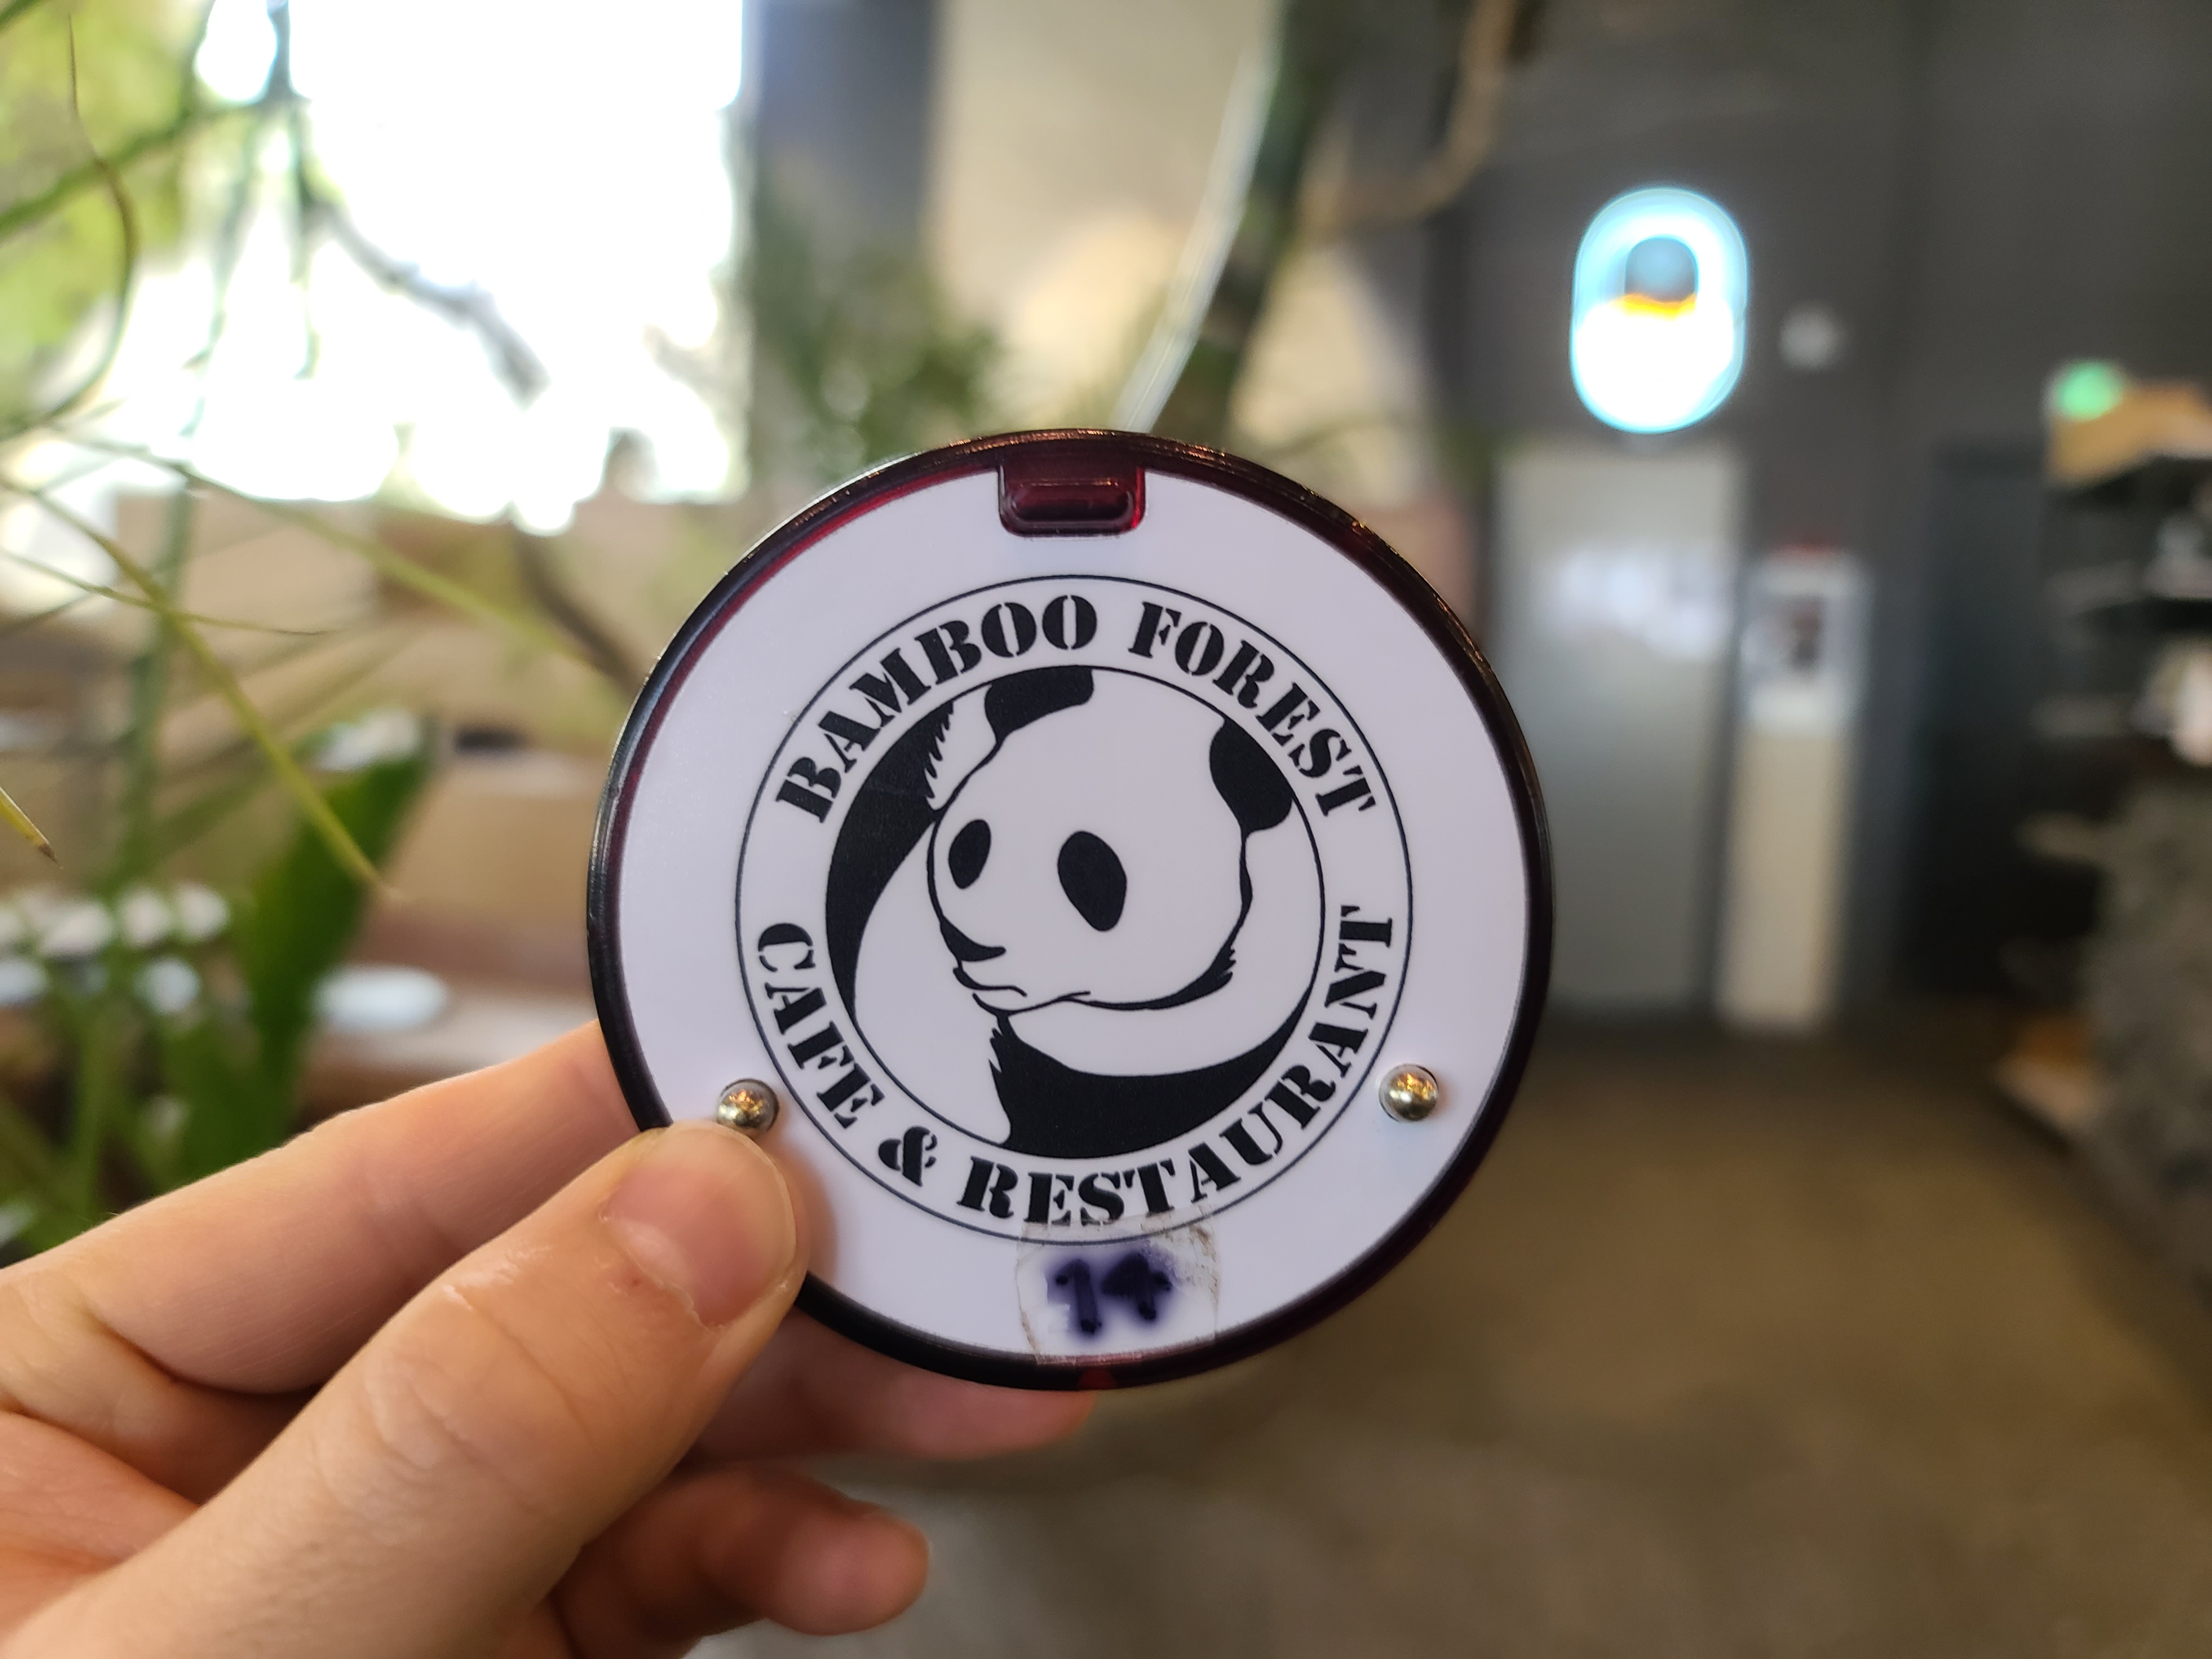 BAMBOO FOREST
CAFE & RESTAURANT
14